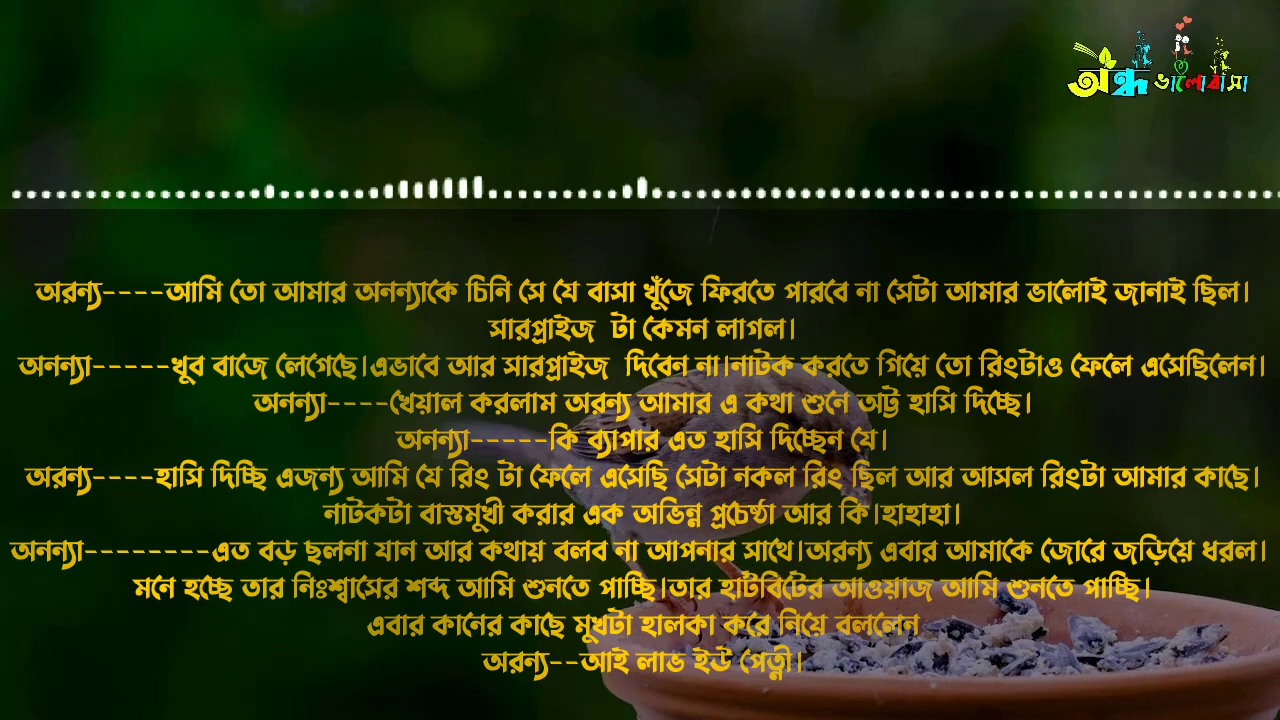 অন্ধ ভালোবাসা
অরন্য----আমি তো আমার অনন্যাকে চিনি সে যে বাসা খুঁজে ফিরতে পারবে না সেটা আমার ভালোই জানাই ছিল।
সারপ্রাইজ টা কেমন লাগল।
অনন্যা-----খুব বাজে লেগেছে।এভাবে আর সারপ্রাইজ দিবেন না।নাটক করতে গিয়ে তো রিংটাও ফেলে এসেছিলেন।
অনন্যা----খেয়াল করলাম অরন্য আমার এ কথা শুনে অট্ট হাসি দিচ্ছে।
অনন্যা-----কি ব্যাপার এত হাসি দিচ্ছেন যে।
অরন্য----হাসি দিচ্ছি এজন্য আমি যে রিং টা ফেলে এসেছি সেটা নকল রিং ছিল আর আসল রিংটা আমার কাছে।
নাটকটা বাস্তমুখী করার এক অভিন্ন প্রচেষ্ঠা আর কি।হাহাহা।
অনন্যা--------এত বড় ছলনা যান আর কথায় বলব না আপনার সাথে।অরন্য এবার আমাকে জোরে জড়িয়ে ধরল।
মনে হচ্ছে তার নিঃশ্বাসের শব্দ আমি শুনতে পাচ্ছি।তার হার্টবিটের আওয়াজ আমি শুনতে পাচ্ছি।
এবার কানের কাছে মূখটা হালকা করে নিয়ে বললেন
অরন্য--আই লাভ ইউ পেত্নী।